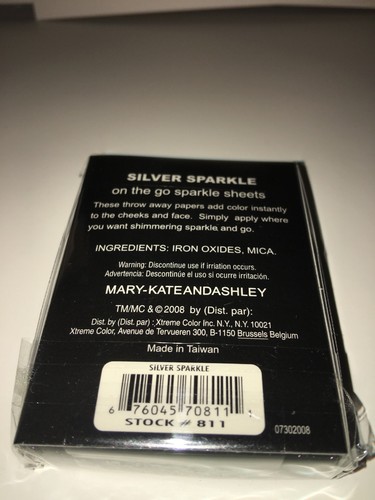 SILVER SPARKLE
on the go sparkle sheets
These throw away papers add color instantly
to the cheeks and face. Simply apply where
you want shimmering sparkle and go.
INGREDIENTS: IRON OXIDES, MICA.
Warning: Discontinue use if irriation occurs.
Advertencia: Descontinúe el uso si ocurre irritación.
MARY-KATEANDASHLEY
TM/MC & © 2008 by (Dist. par):
Dist. by (Dist. par) : Xtreme Color Inc. N.Y., N.Y. 10021
Xtreme Color, Avenue de Tervueren 300, B-1150 Brussels Belgium
Made in Taiwan
SILVER SPARKLE
6 76045 70811 1
STOCK # 811
07302008